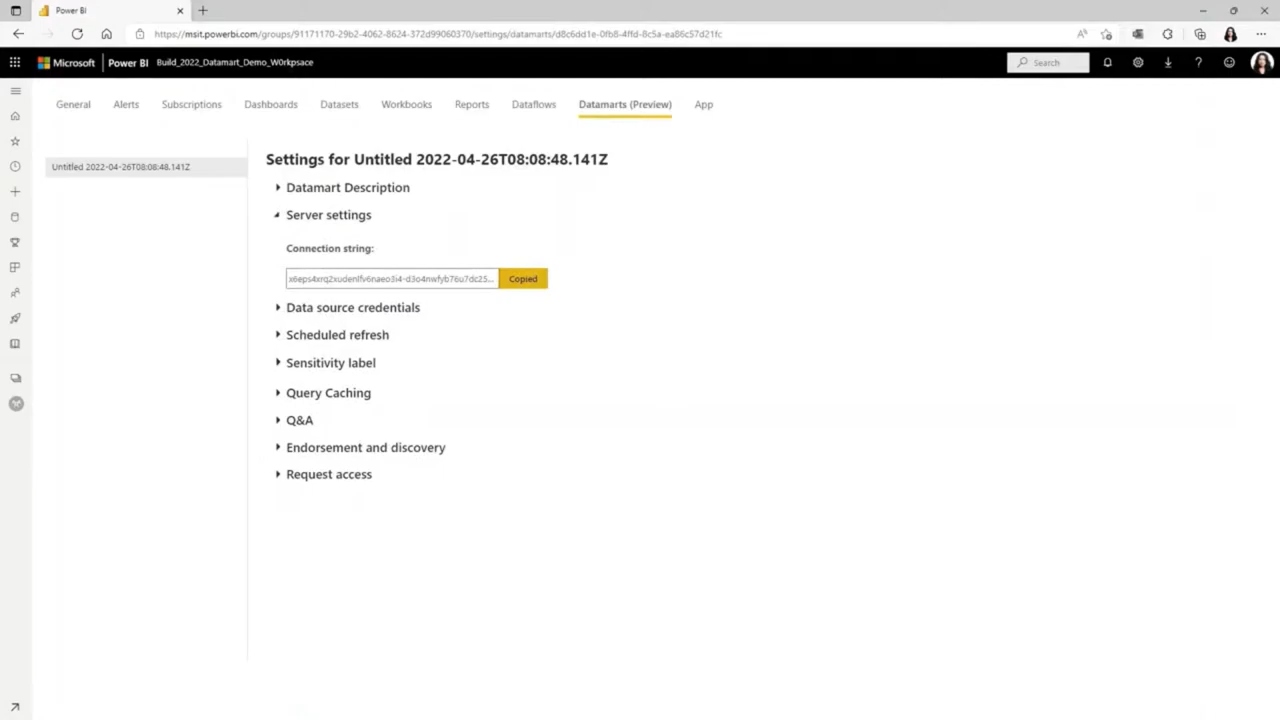 Power BI
https://msit.powerbi.com/groups/91171170-29b2-4062-8624-372d99060370/settings/datamarts/d8c6dd1e-0fb8-4ffd-8c5a-ea86c57d21fc
Microsoft Power BI Build_2022_Datamart_Demo_W0rkpsace Search
General Alerts Subscriptions Dashboards Datasets Workbooks Reports Dataflows Datamarts (Preview) App
Untitled 2022-04-26T08:08:48.141Z
Settings for Untitled 2022-04-26T08:08:48.141Z
Datamart Description
Server settings
Connection string:
x6eps4xrq2xudenlfv6naeo3i4-d3o4nwfyb76u7dc25... Copied
Data source credentials
Scheduled refresh
Sensitivity label
Query Caching
Q&A
Endorsement and discovery
Request access